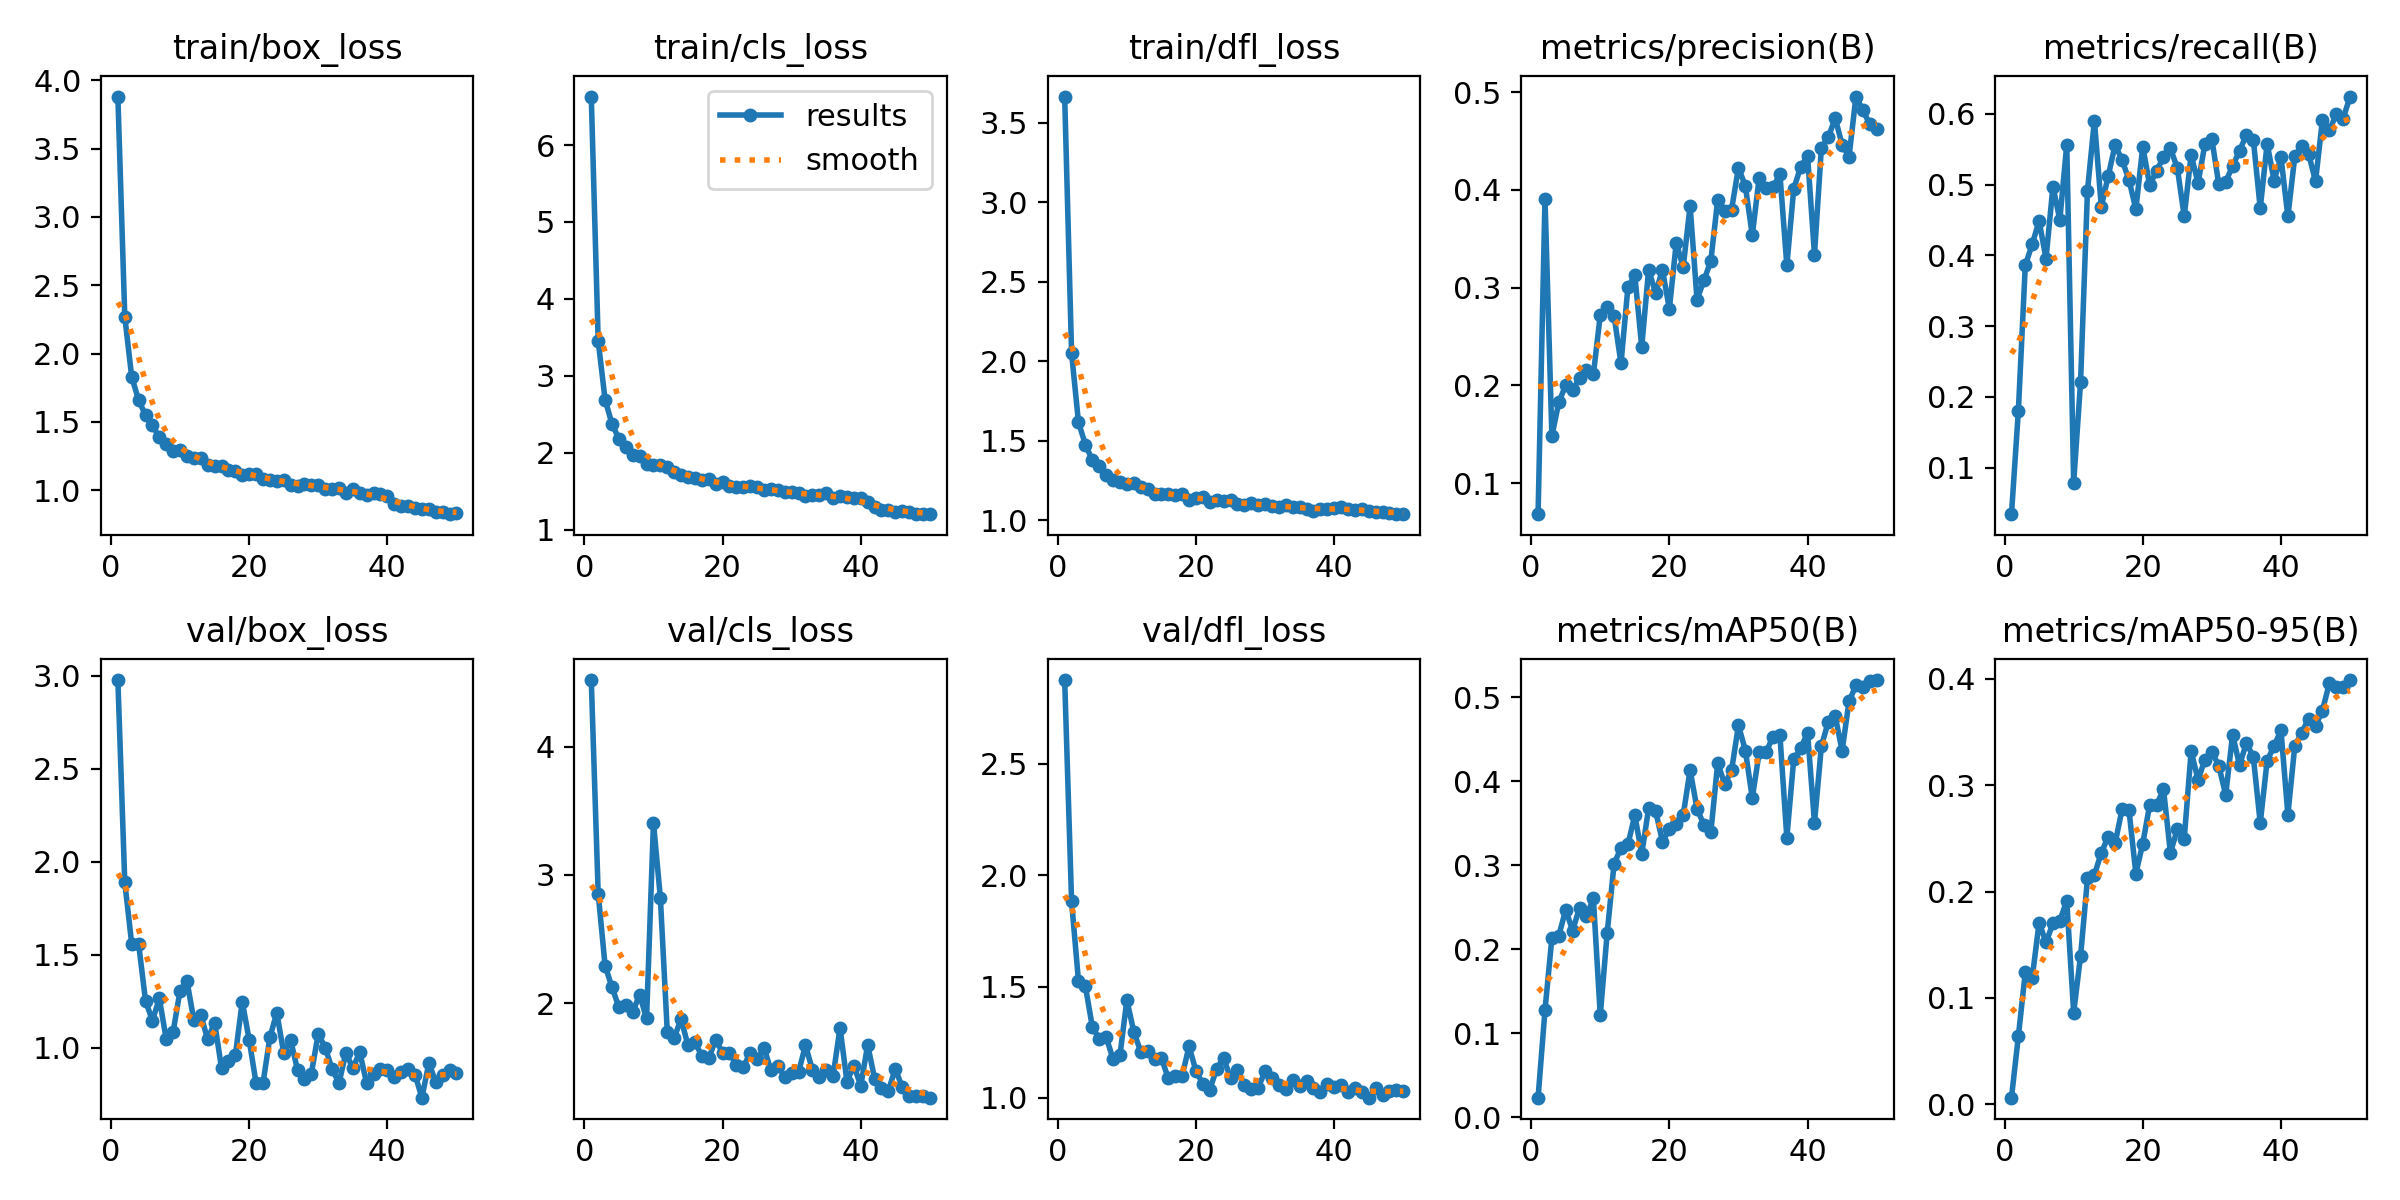 train/box_loss
4.0
3.5
3.0
2.5
2.0
1.5
1.0
0 20 40
train/cls_loss
results
smooth
6
5
4
3
2
1
0 20 40
train/dfl_loss
3.5
3.0
2.5
2.0
1.5
1.0
0 20 40
metrics/precision(B)
0.5
0.4
0.3
0.2
0.1
0 20 40
metrics/recall(B)
0.6
0.5
0.4
0.3
0.2
0.1
0 20 40
val/box_loss
3.0
2.5
2.0
1.5
1.0
0 20 40
val/cls_loss
4
3
2
0 20 40
val/dfl_loss
2.5
2.0
1.5
1.0
0 20 40
metrics/mAP50(B)
0.5
0.4
0.3
0.2
0.1
0.0
0 20 40
metrics/mAP50-95(B)
0.4
0.3
0.2
0.1
0.0
0 20 40